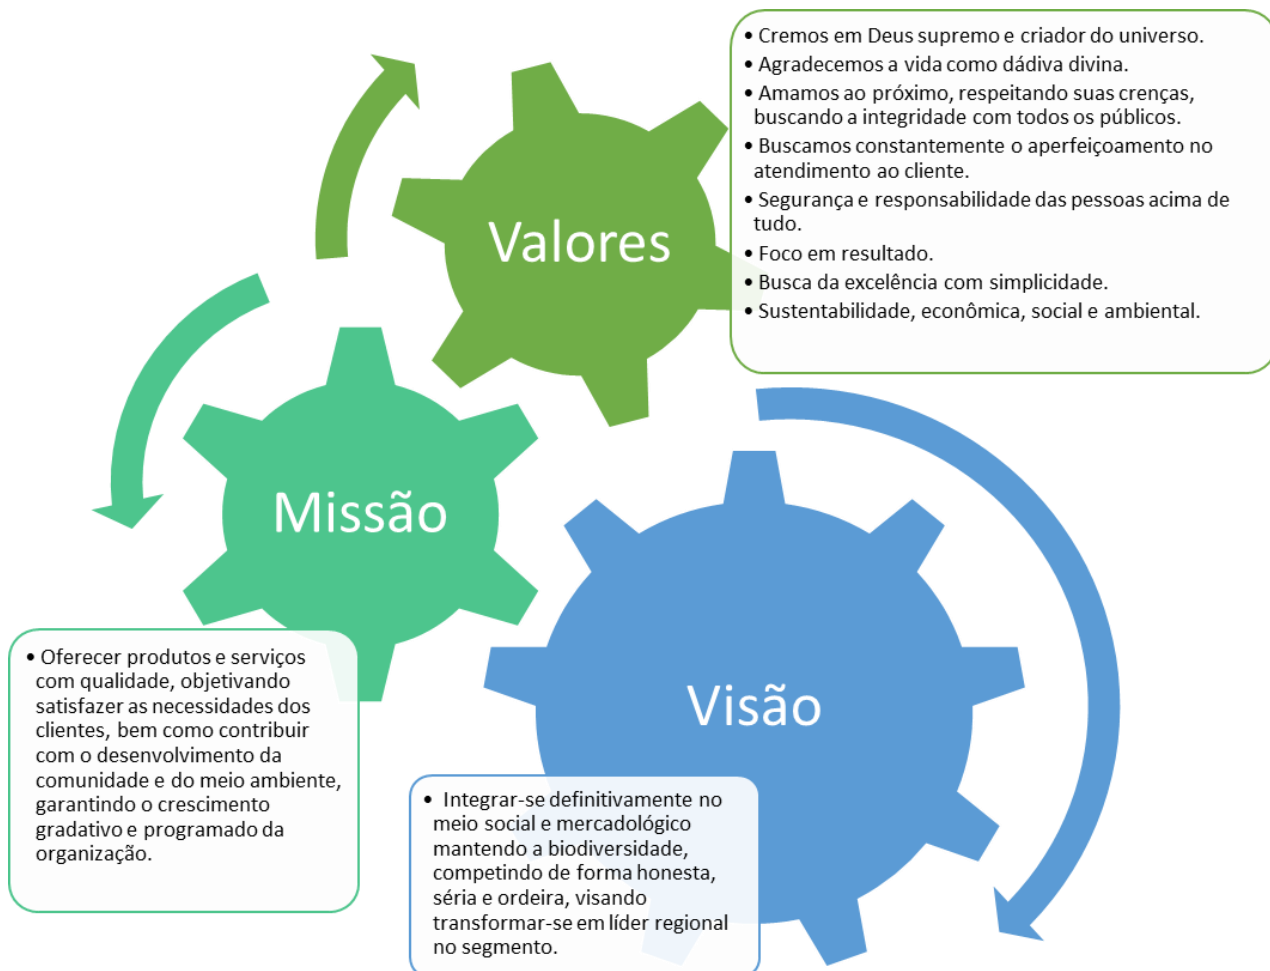 • Cremos em Deus supremo e criador do universo.
• Agradecemos a vida como dádiva divina.
• Amamos ao próximo, respeitando suas crenças,
buscando a integridade com todos os públicos.
• Buscamos constantemente o aperfeiçoamento no
atendimento ao cliente.
• Segurança e responsabilidade das pessoas acima de
tudo.
• Foco em resultado.
• Busca da excelência com simplicidade.
• Sustentabilidade, econômica, social e ambiental.
Valores
Missão
• Oferecer produtos e serviços
com qualidade, objetivando
satisfazer as necessidades dos
clientes, bem como contribuir
com o desenvolvimento da
comunidade e do meio ambiente,
garantindo o crescimento
gradativo e programado da
organização.
Visão
• Integrar-se definitivamente no
meio social e mercadológico
mantendo a biodiversidade,
competindo de forma honesta,
séria e ordeira, visando
transformar-se em líder regional
no segmento.